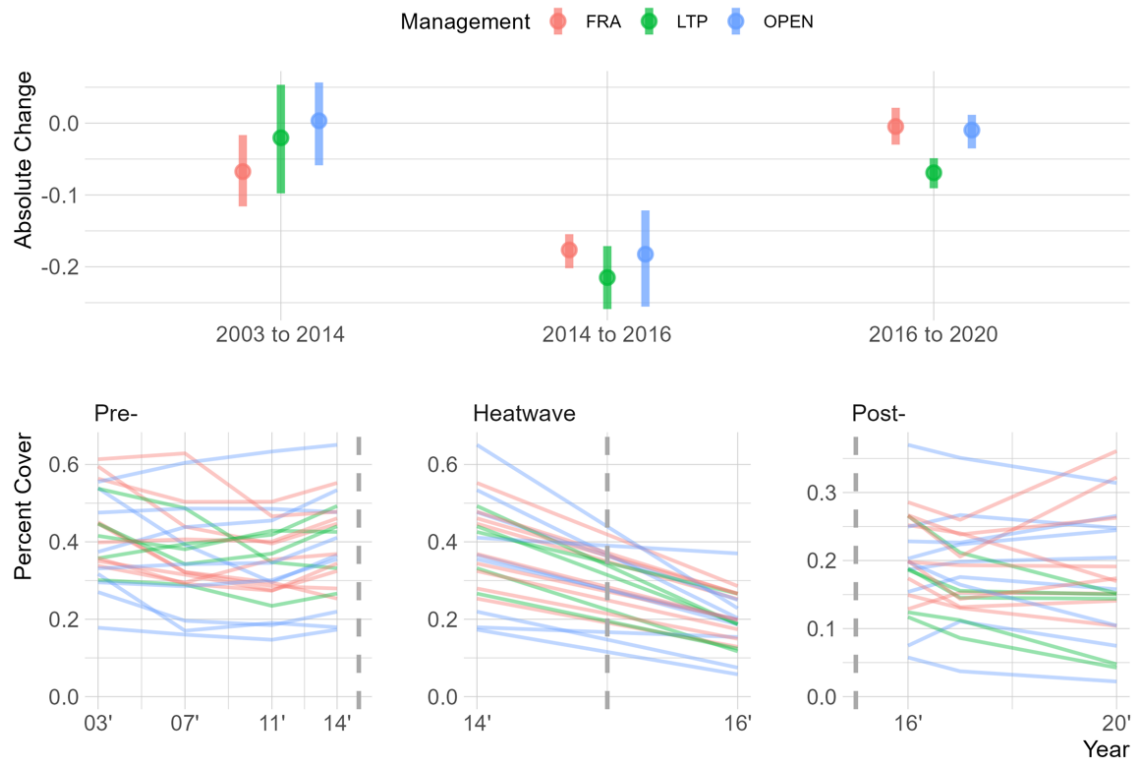 Management FRA LTP OPEN
Absolute Change
0.0
-0.1
-0.2
2003 to 2014 2014 to 2016 2016 to 2020
Pre- Heatwave Post-
Percent Cover
0.6 0.6
0.3
0.4 0.4
0.2
0.2 0.2
0.1
0.0 0.0 0.0
03' 07' 11' 14' 14' 16' 16' 20'
Year